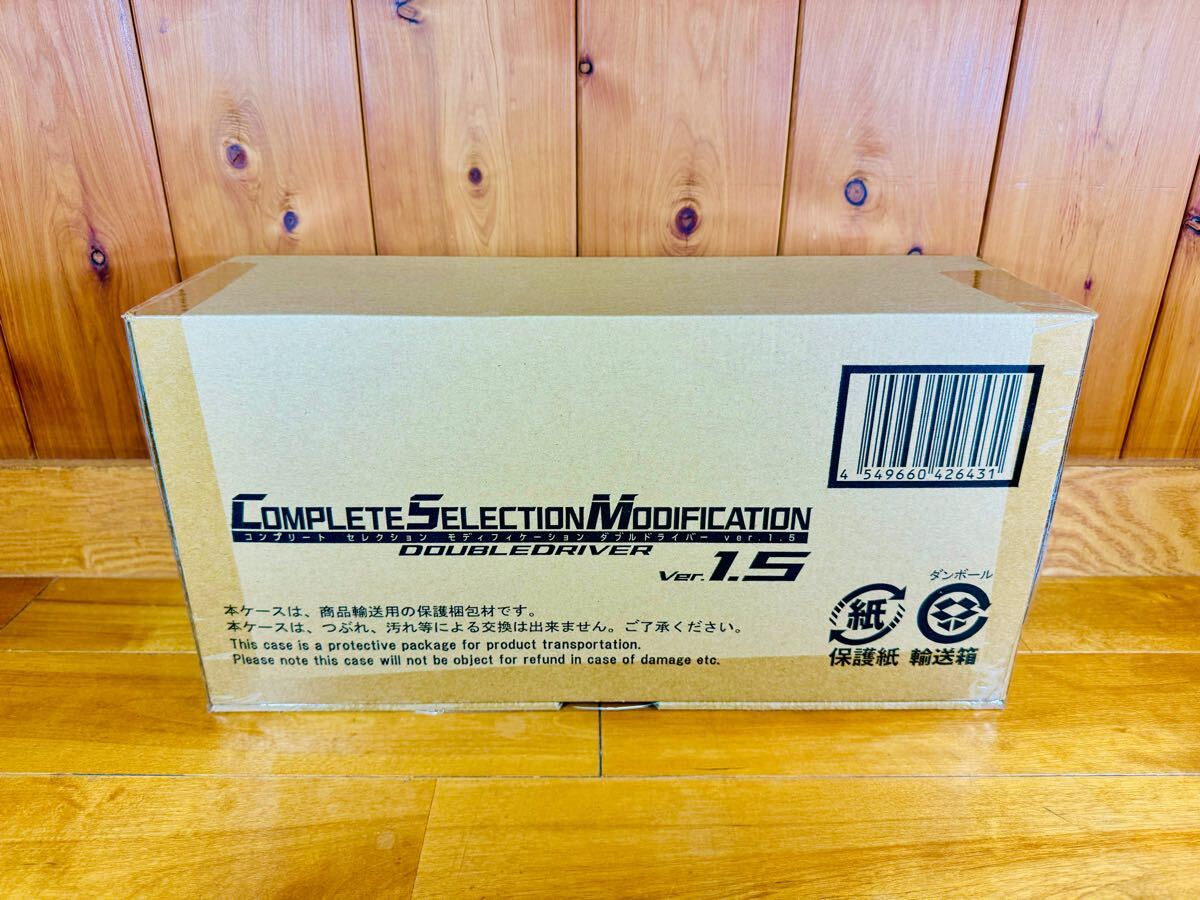 4 549660 426431
COMPLETE SELECTION MODIFICATION
コンプリート セレクション モディフィケーション ダブルドライバー ver.1.5
DOUBLEDRIVER
Ver.1.5
本ケースは、商品輸送用の保護梱包材です。
本ケースは、つぶれ、汚れ等による交換は出来ません。ご了承ください。
This case is a protective package for product transportation.
Please note this case will not be object for refund in case of damage etc.
ダンボール
紙
保護紙 輸送箱